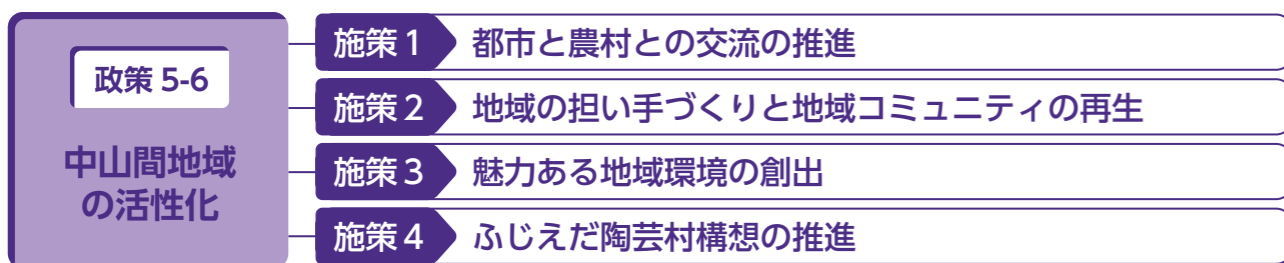 政策 5-6
中山間地域
の活性化
施策 1 都市と農村との交流の推進
施策 2 地域の担い手づくりと地域コミュニティの再生
施策 3 魅力ある地域環境の創出
施策 4 ふじえだ陶芸村構想の推進